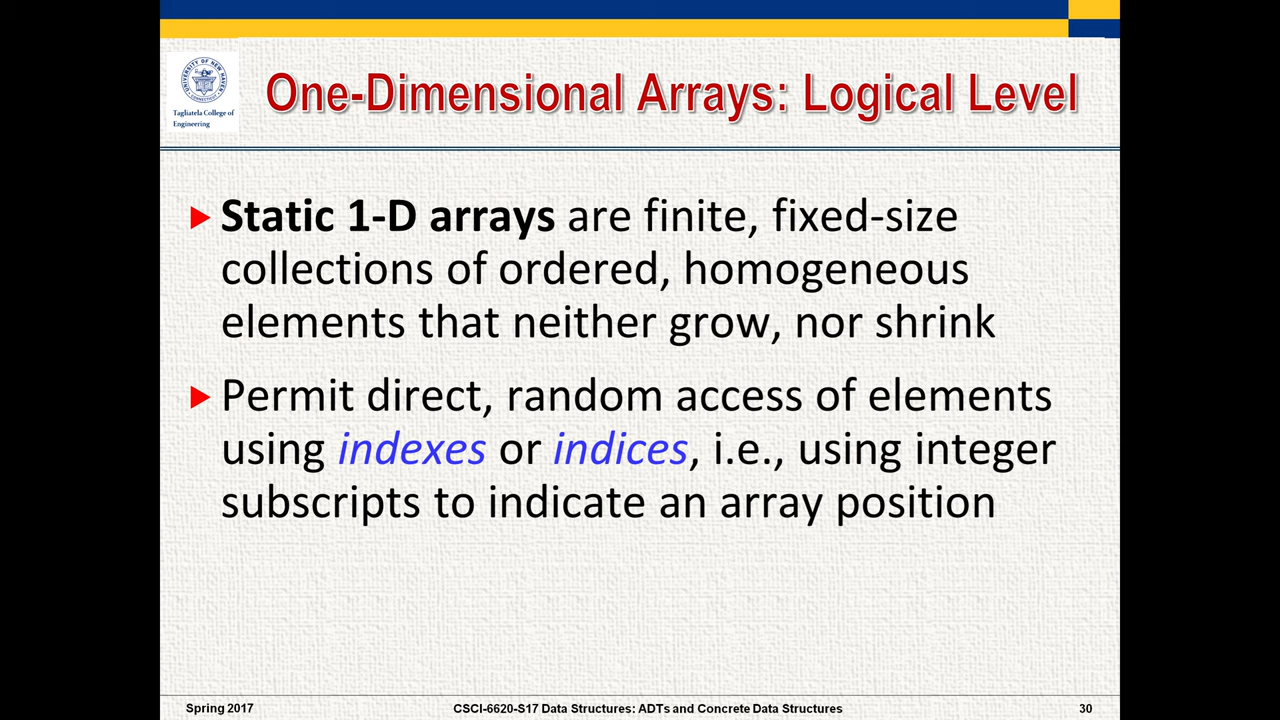 One-Dimensional Arrays: Logical Level
UNIVERSITY OF NEW HAVEN
CONNECTICUT
Tagliatela College of
Engineering
Static 1-D arrays are finite, fixed-size
collections of ordered, homogeneous
elements that neither grow, nor shrink
Permit direct, random access of elements
using indexes or indices, i.e., using integer
subscripts to indicate an array position
Spring 2017
CSCI-6620-S17 Data Structures: ADTs and Concrete Data Structures
30